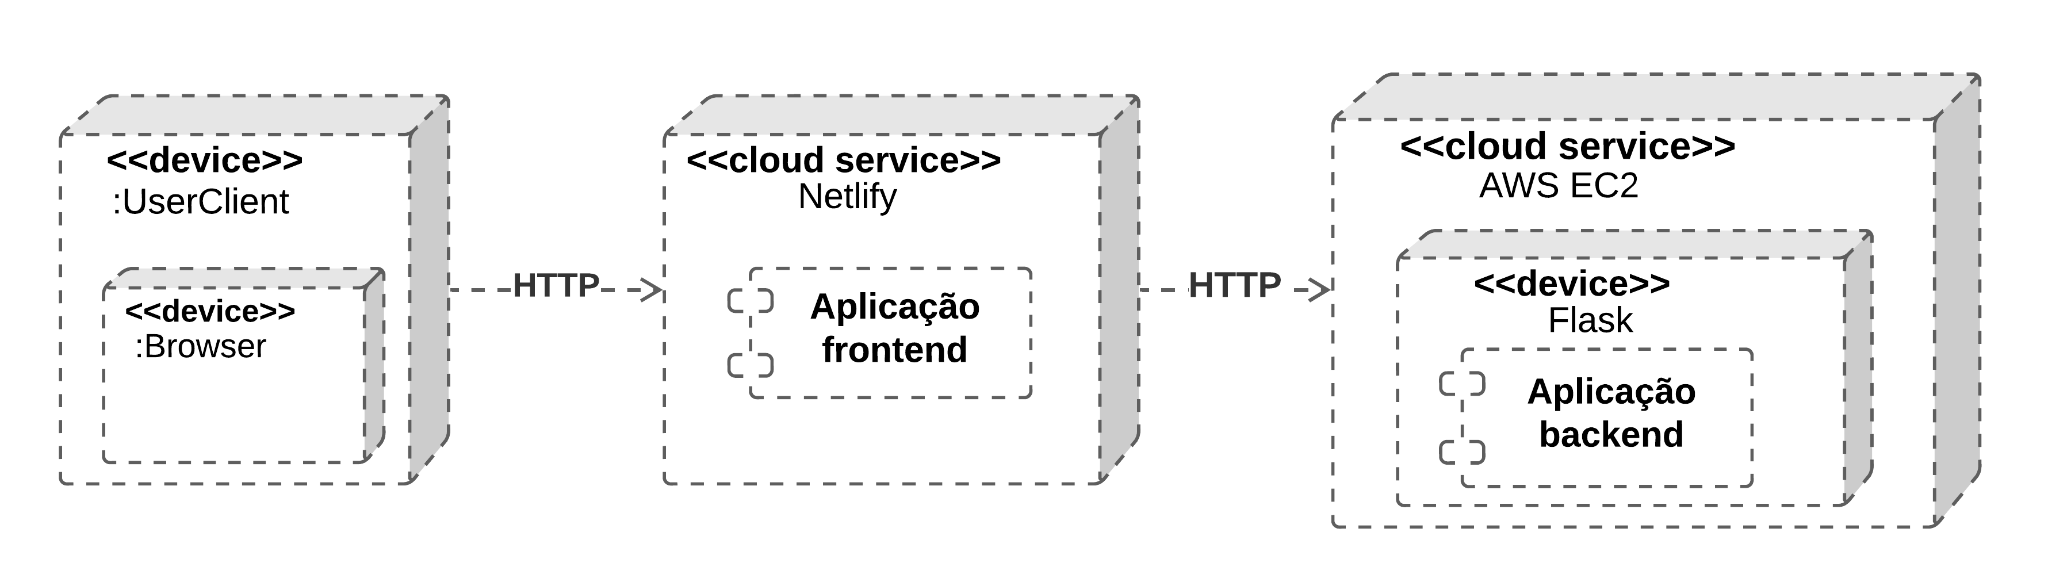 <<device>>
:UserClient
<<device>>
:Browser
HTTP
<<cloud service>>
Netlify
Aplicação
frontend
HTTP
<<cloud service>>
AWS EC2
<<device>>
Flask
Aplicação
backend